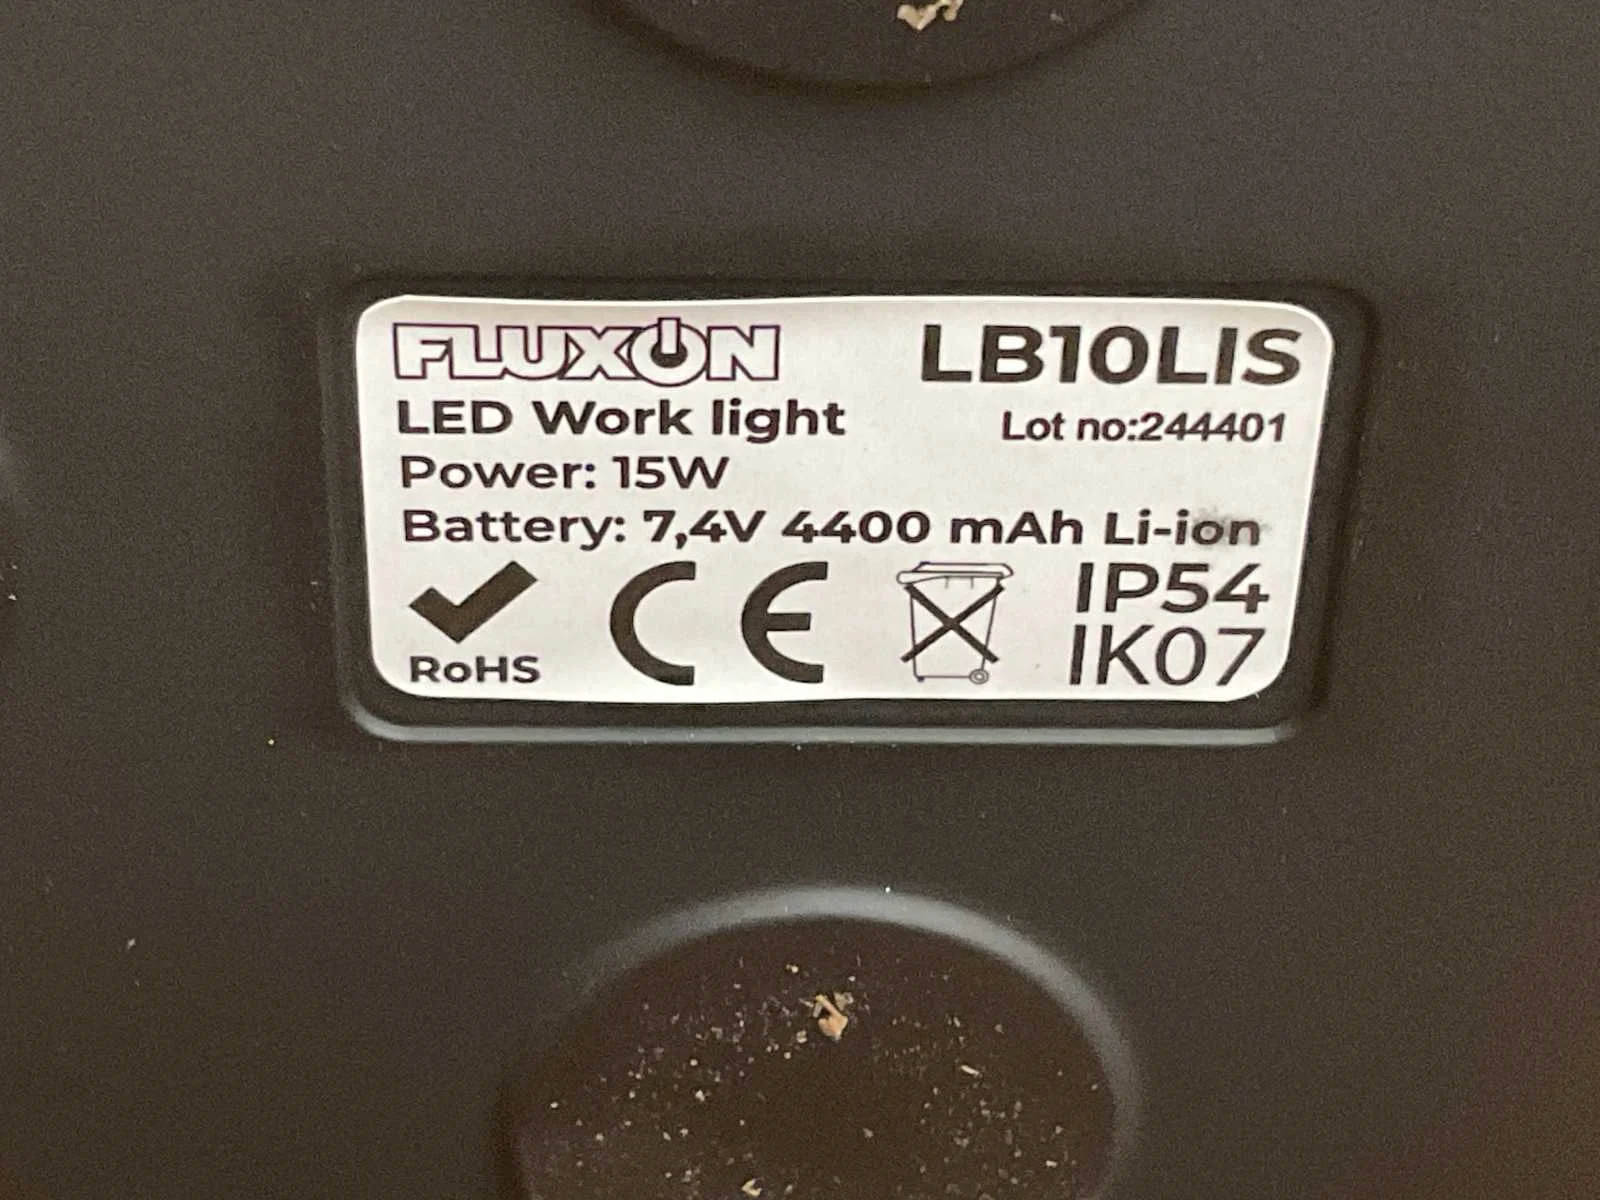 FLUXON LB10LIS
LED Work light
Lot no:244401
Power: 15W
Battery: 7,4V 4400 mAh Li-ion
RoHS
CE
IP54
IK07